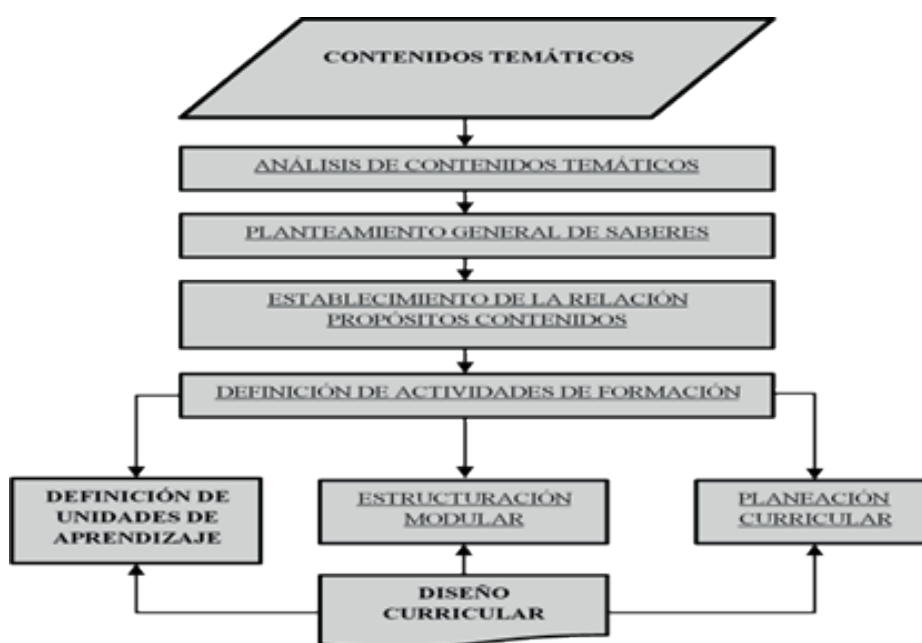 CONTENIDOS TEMÁTICOS
ANÁLISIS DE CONTENIDOS TEMÁTICOS
PLANTEAMIENTO GENERAL DE SABERES
ESTABLECIMIENTO DE LA RELACIÓN
PROPÓSITOS CONTENIDOS
DEFINICIÓN DE ACTIVIDADES DE FORMACIÓN
DEFINICIÓN DE
UNIDADES DE
APRENDIZAJE
ESTRUCTURACIÓN
MODULAR
PLANEACIÓN
CURRICULAR
DISEÑO
CURRICULAR